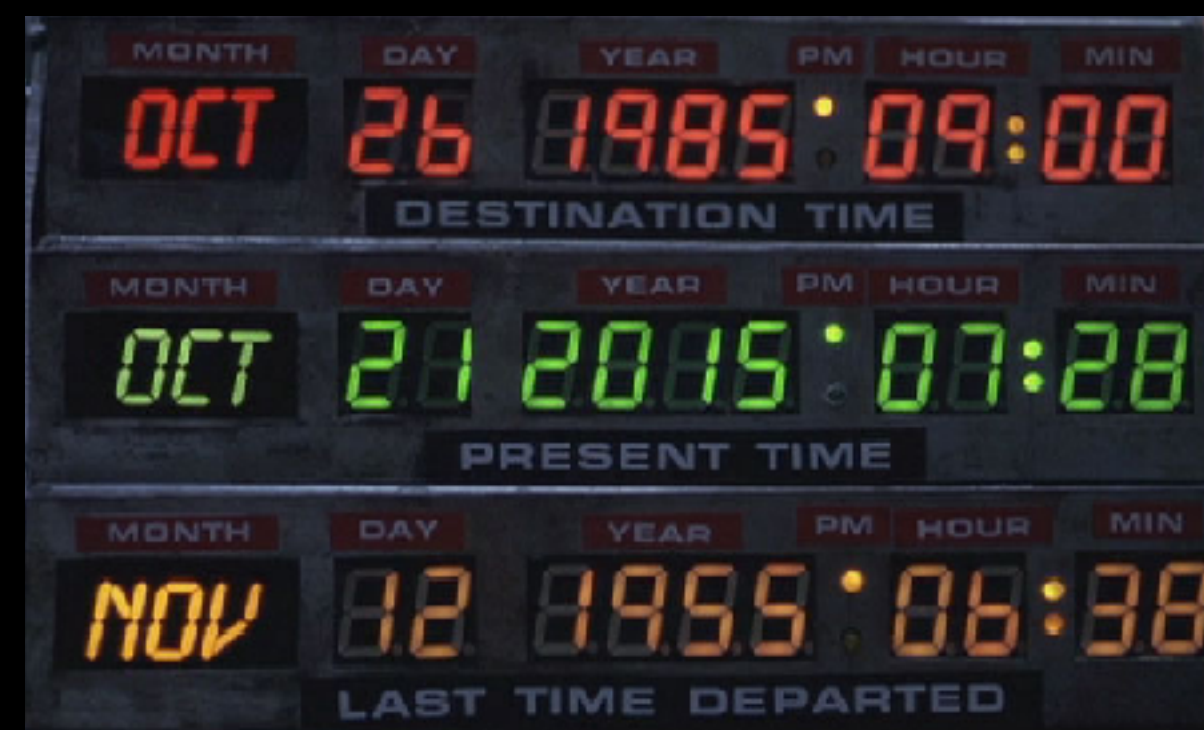 MONTH DAY YEAR PM HOUR MIN
OCT 26 1985 09:00
DESTINATION TIME
MONTH DAY YEAR PM HOUR MIN
OCT 21 2015 07:28
PRESENT TIME
MONTH DAY YEAR PM HOUR MIN
NOV 12 1955 06:38
LAST TIME DEPARTED